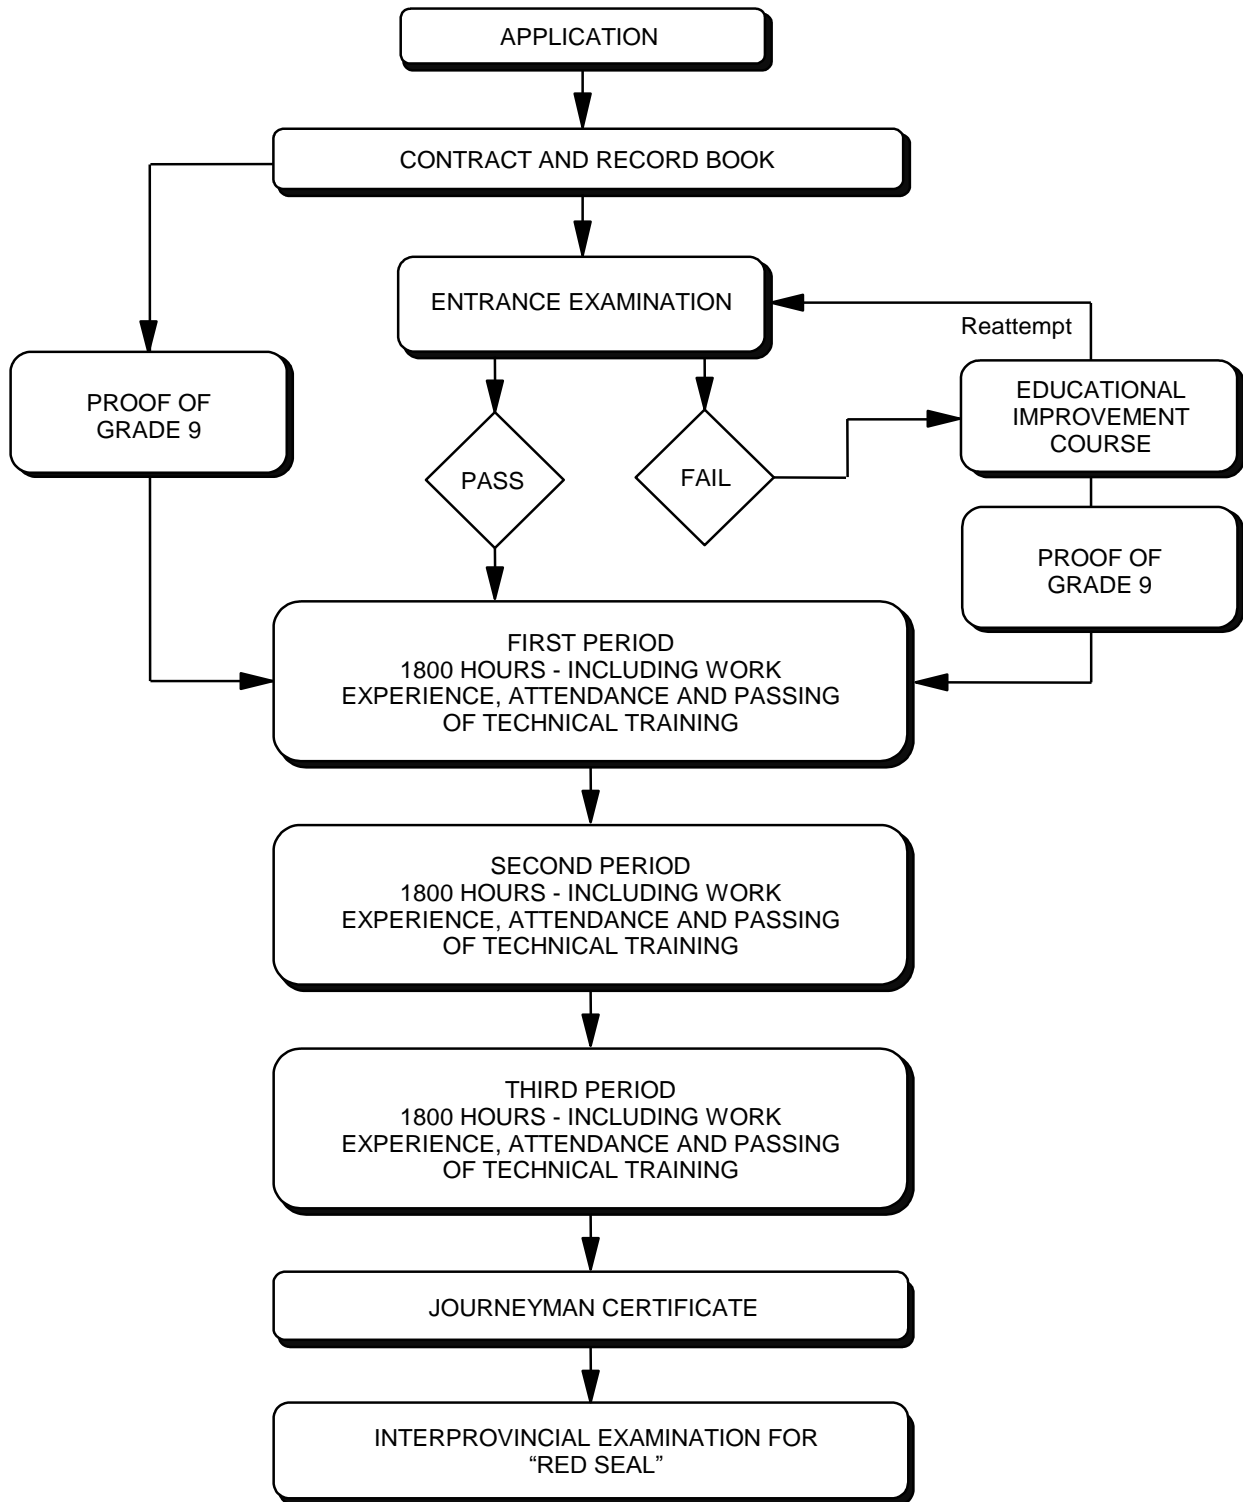 APPLICATION
CONTRACT AND RECORD BOOK
ENTRANCE EXAMINATION
Reattempt
PROOF OF
GRADE 9
EDUCATIONAL
IMPROVEMENT
COURSE
PASS
FAIL
PROOF OF
GRADE 9
FIRST PERIOD
1800 HOURS - INCLUDING WORK
EXPERIENCE, ATTENDANCE AND PASSING
OF TECHNICAL TRAINING
SECOND PERIOD
1800 HOURS - INCLUDING WORK
EXPERIENCE, ATTENDANCE AND PASSING
OF TECHNICAL TRAINING
THIRD PERIOD
1800 HOURS - INCLUDING WORK
EXPERIENCE, ATTENDANCE AND PASSING
OF TECHNICAL TRAINING
JOURNEYMAN CERTIFICATE
INTERPROVINCIAL EXAMINATION FOR
“RED SEAL”